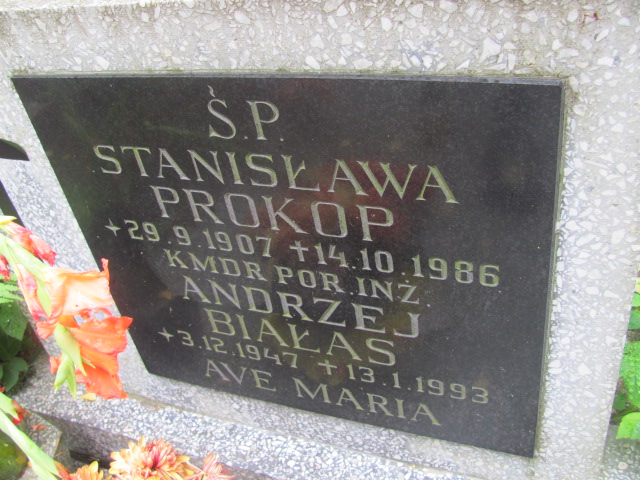 Ś.P.
STANISŁAWA
PROKOP
+29.9.1907 +14.10.1986
KMDR POR INŻ.
ANDRZEJ
BIAŁAS
+3.12.1947 +13.1.1993
AVE MARIA